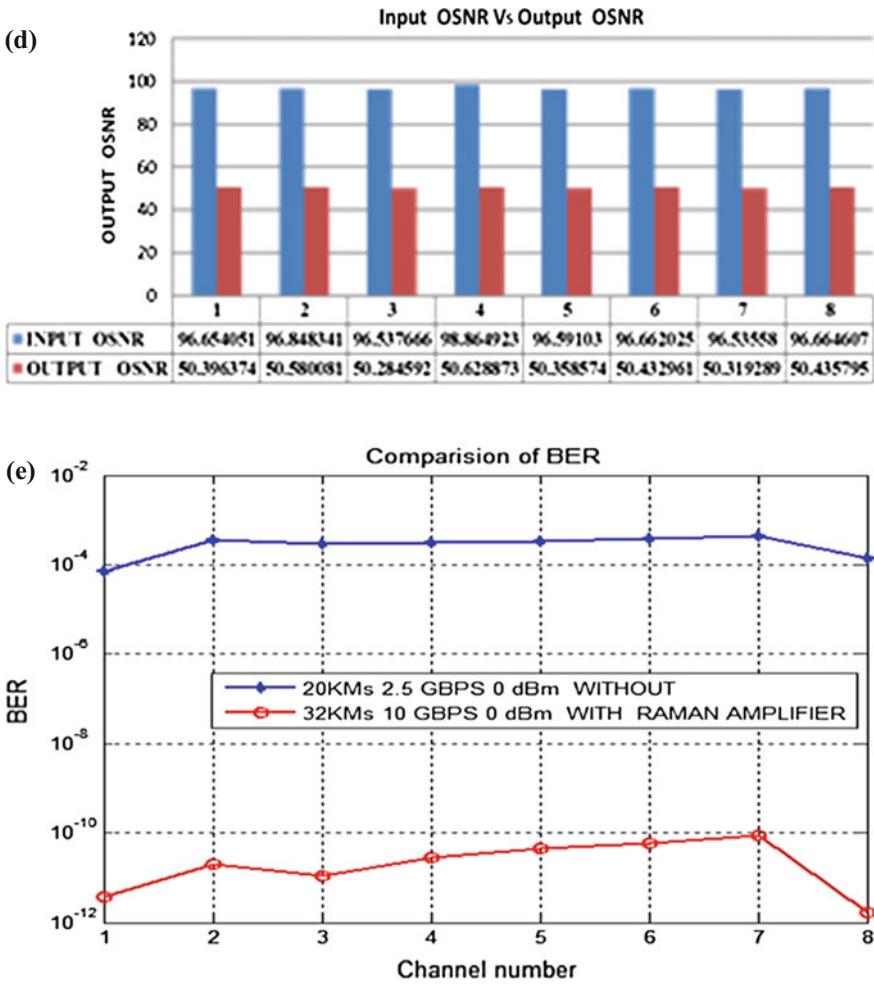 (d)
Input OSNR Vs Output OSNR
OUTPUT OSNR
120
100
80
60
40
20
0
1 2 3 4 5 6 7 8
INPUT OSNR 96.654051 96.848341 96.537666 98.864923 96.59103 96.662025 96.53558 96.664607
OUTPUT OSNR 50.396374 50.580081 50.284592 50.628873 50.358574 50.432961 50.319289 50.435795
(e)
Comparision of BER
BER
10-2
10-4
10-6
10-8
10-10
10-12
20KMs 2.5 GBPS 0 dBm WITHOUT
32KMs 10 GBPS 0 dBm WITH RAMAN AMPLIFIER
1 2 3 4 5 6 7 8
Channel number